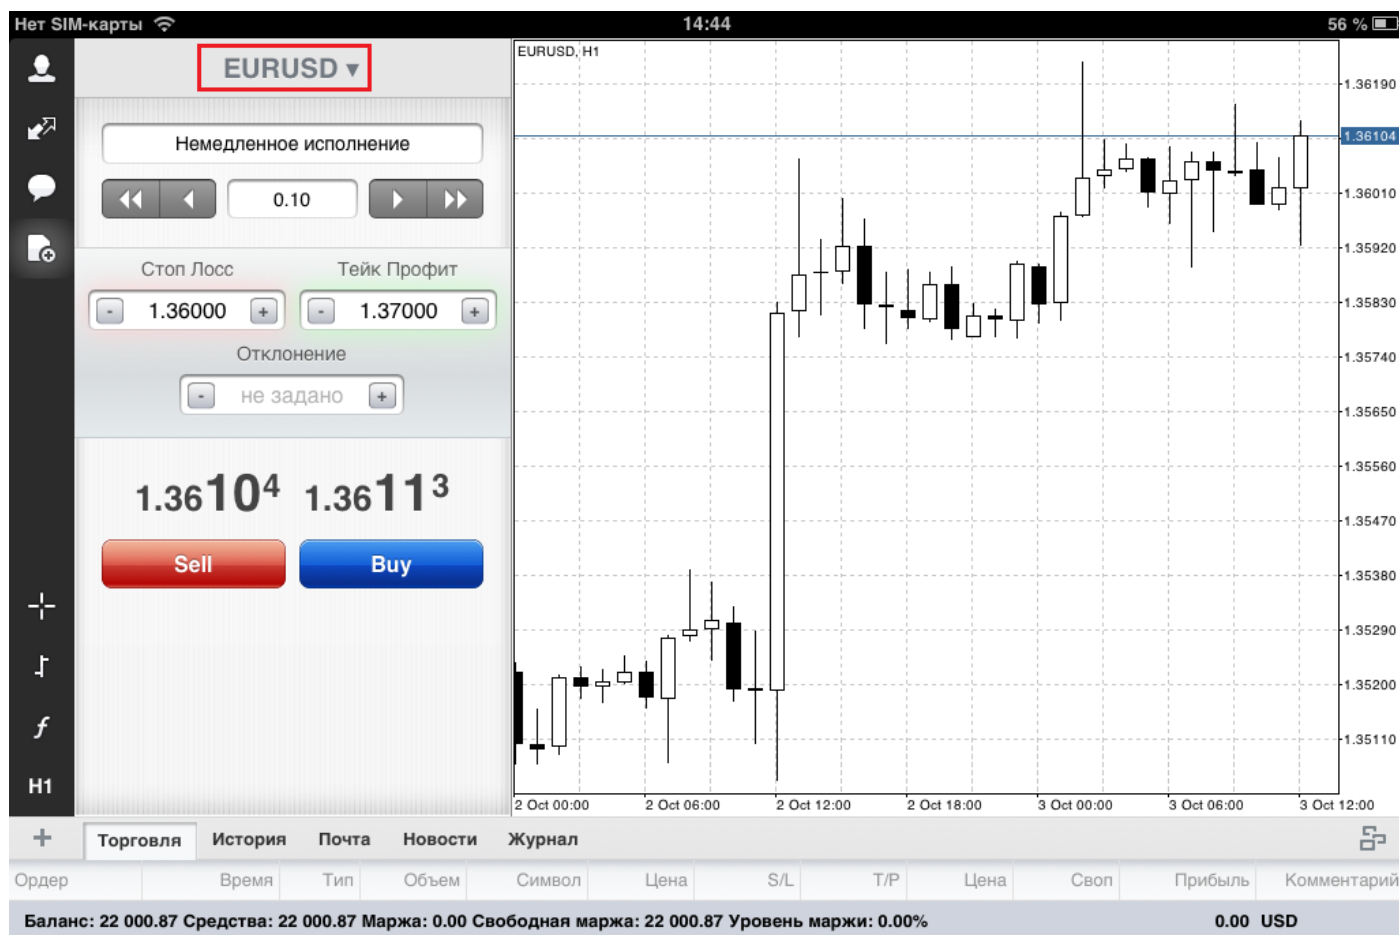 Нет SIM-карты 14:44 56 %
EURUSD ▾
Немедленное исполнение
0.10
Стоп Лосс Тейк Профит
- 1.36000 + - 1.37000 +
Отклонение
- не задано +
1.36104 1.36113
Sell Buy
f
H1
EURUSD, H1
1.36190
1.36104
1.36010
1.35920
1.35830
1.35740
1.35650
1.35560
1.35470
1.35380
1.35290
1.35200
1.35110
2 Oct 00:00 2 Oct 06:00 2 Oct 12:00 2 Oct 18:00 3 Oct 00:00 3 Oct 06:00 3 Oct 12:00
+ Торговля История Почта Новости Журнал
Ордер Время Тип Объем Символ Цена S/L T/P Цена Своп Прибыль Комментарий
Баланс: 22 000.87 Средства: 22 000.87 Маржа: 0.00 Свободная маржа: 22 000.87 Уровень маржи: 0.00% 0.00 USD